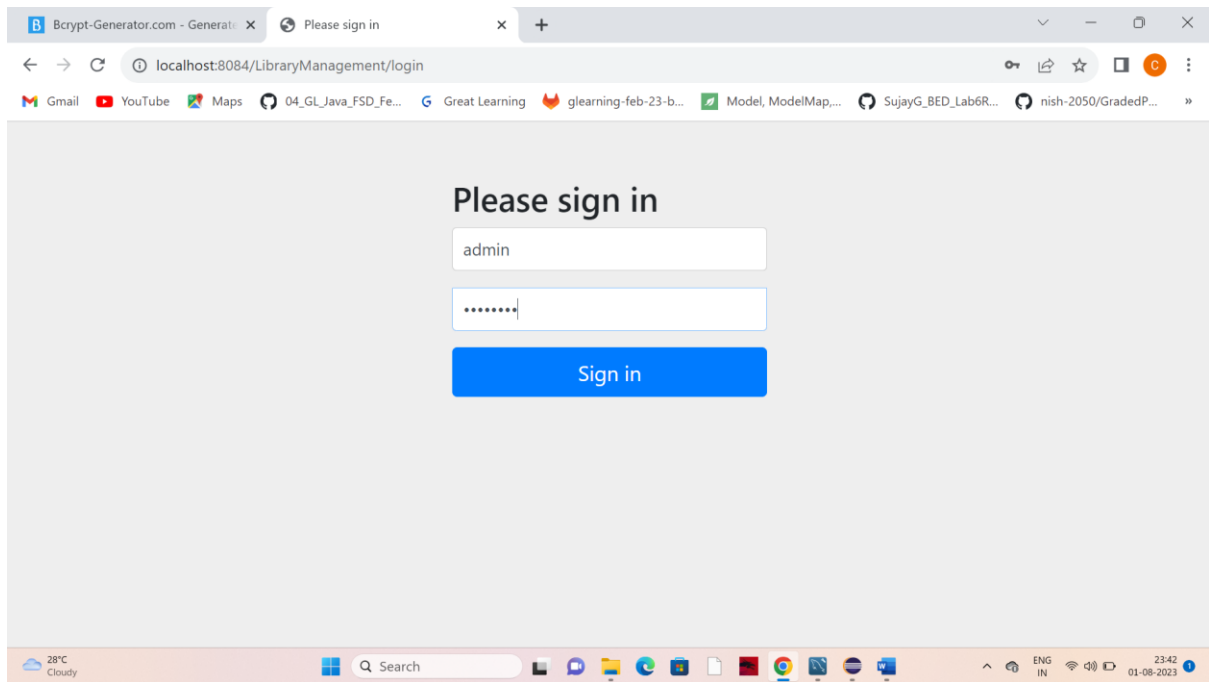 Bcrypt-Generator.com - Generate
Please sign in
localhost:8084/LibraryManagement/login
C
Gmail
YouTube
Maps
04_GL_Java_FSD_Fe...
Great Learning
glearning-feb-23-b...
Model, ModelMap,...
SujayG_BED_Lab6R...
nish-2050/GradedP...
»
Please sign in
admin
••••••••
Sign in
28°C
Cloudy
Search
ENG
IN
23:42
01-08-2023
1